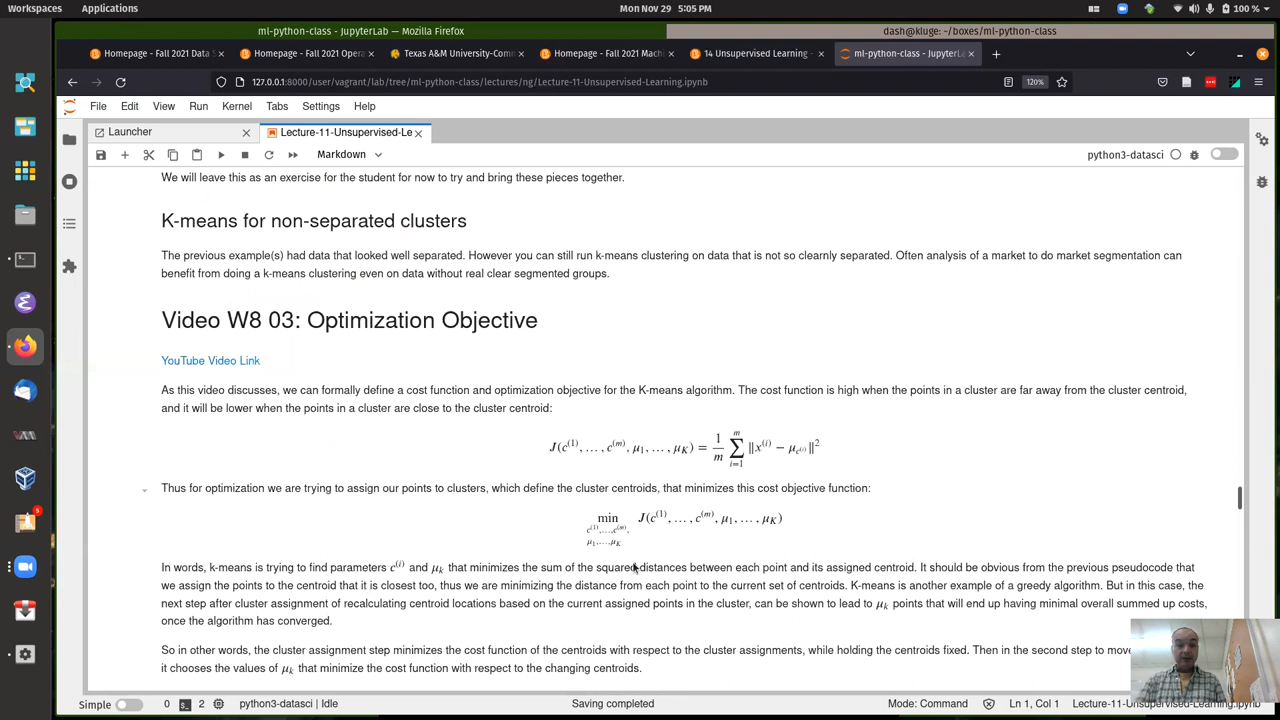 Workspaces Applications Mon Nov 29 5:05 PM 100 %
ml-python-class - JupyterLab — Mozilla Firefox dash@kluge: ~/boxes/ml-python-class
Homepage - Fall 2021 Data S Homepage - Fall 2021 Opera Texas A&M University-Comm Homepage - Fall 2021 Machi 14 Unsupervised Learning - ml-python-class - JupyterLa
127.0.0.1:8000/user/vagrant/lab/tree/ml-python-class/lectures/ng/Lecture-11-Unsupervised-Learning.ipynb 120%
File Edit View Run Kernel Tabs Settings Help
Launcher Lecture-11-Unsupervised-Le
Markdown python3-datasci
We will leave this as an exercise for the student for now to try and bring these pieces together.
K-means for non-separated clusters
The previous example(s) had data that looked well separated. However you can still run k-means clustering on data that is not so clearnly separated. Often analysis of a market to do market segmentation can
benefit from doing a k-means clustering even on data without real clear segmented groups.
Video W8 03: Optimization Objective
YouTube Video Link
As this video discusses, we can formally define a cost function and optimization objective for the K-means algorithm. The cost function is high when the points in a cluster are far away from the cluster centroid,
and it will be lower when the points in a cluster are close to the cluster centroid:
J(c^(1), … , c^(m), μ_1, … , μ_K) = 1/m ∑_{i=1}^{m} ‖x^(i) − μ_{c^(i)}‖^2
Thus for optimization we are trying to assign our points to clusters, which define the cluster centroids, that minimizes this cost objective function:
min_{c^(1),…,c^(m), μ_1,…,μ_K} J(c^(1), … , c^(m), μ_1, … , μ_K)
In words, k-means is trying to find parameters c^(i) and μ_k that minimizes the sum of the squared distances between each point and its assigned centroid. It should be obvious from the previous pseudocode that
we assign the points to the centroid that it is closest too, thus we are minimizing the distance from each point to the current set of centroids. K-means is another example of a greedy algorithm. But in this case, the
next step after cluster assignment of recalculating centroid locations based on the current assigned points in the cluster, can be shown to lead to μ_k points that will end up having minimal overall summed up costs,
once the algorithm has converged.
So in other words, the cluster assignment step minimizes the cost function of the centroids with respect to the cluster assignments, while holding the centroids fixed. Then in the second step to move
it chooses the values of μ_k that minimize the cost function with respect to the changing centroids.
Simple 0 2 python3-datasci | Idle Saving completed Mode: Command Ln 1, Col 1 Lecture-11-Unsupervised-Learning.ipynb